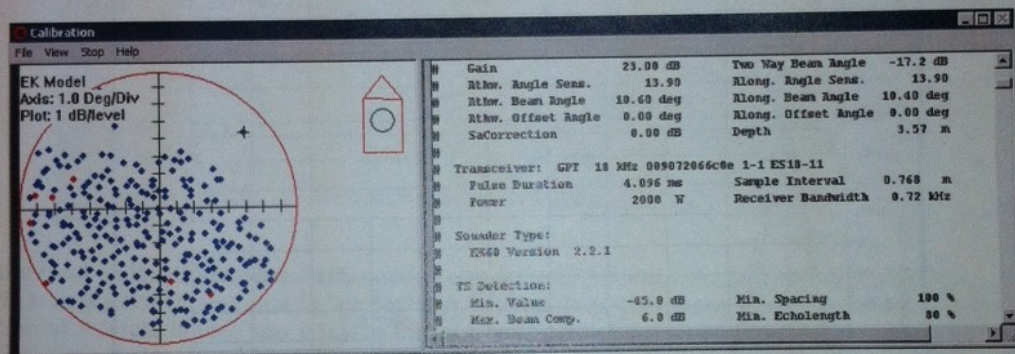 Calibration
File View Stop Help
EK Model
Axis: 1.0 Deg/Div
Plot: 1 dB/level
# Gain 23.00 dB Two Way Beam Angle -17.2 dB
# Athw. Angle Sens. 13.90 Along. Angle Sens. 13.90
# Athw. Beam Angle 10.60 deg Along. Beam Angle 10.40 deg
# Athw. Offset Angle 0.00 deg Along. Offset Angle 0.00 deg
# SaCorrection 0.00 dB Depth 3.57 m
#
# Transceiver: GPT 18 kHz 009072066c0e 1-1 ES18-11
# Pulse Duration 4.096 ms Sample Interval 0.768 m
# Power 2000 W Receiver Bandwidth 0.72 kHz
#
# Sounder Type:
# EK60 Version 2.2.1
#
# TS Detection:
# Min. Value -45.0 dB Min. Spacing 100 %
# Max. Beam Comp. 6.0 dB Min. Echolength 80 %